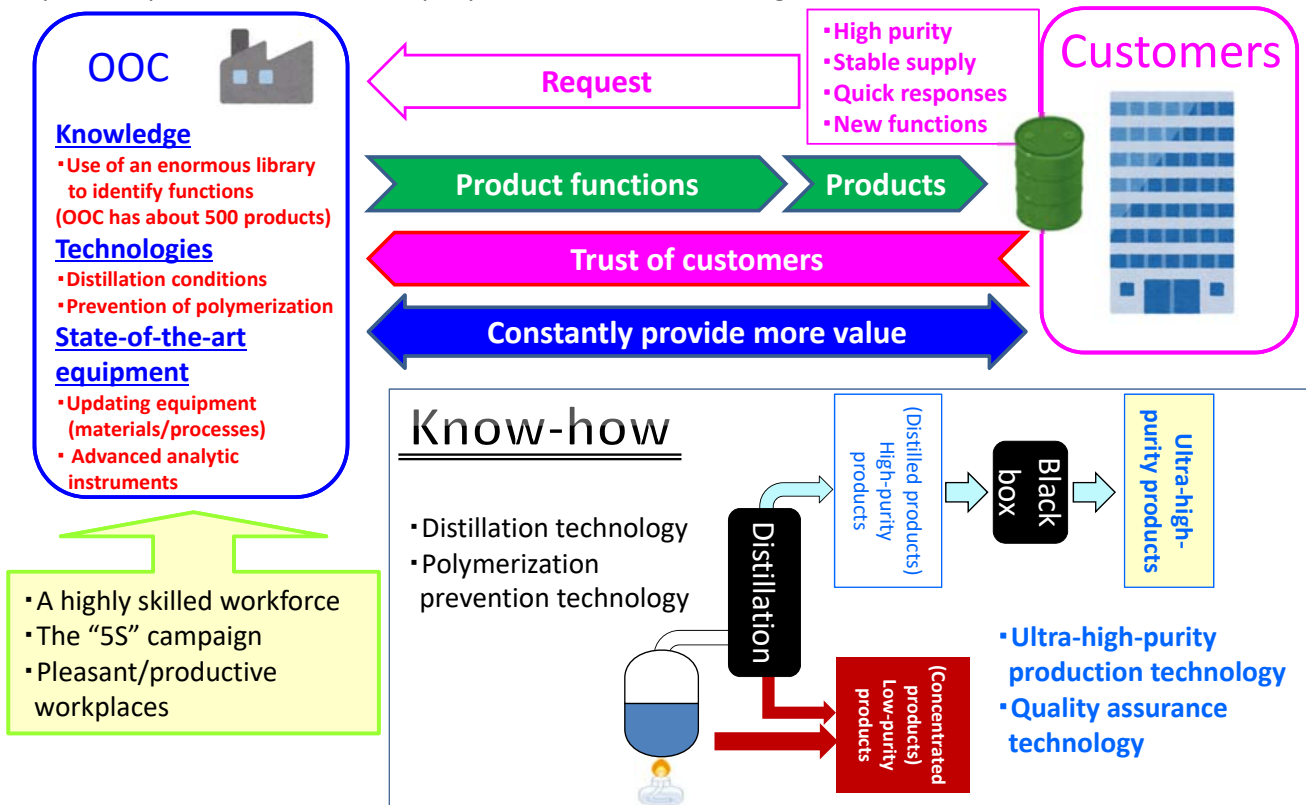 OOC
Knowledge
・Use of an enormous library
to identify functions
(OOC has about 500 products)
Technologies
・Distillation conditions
・Prevention of polymerization
State-of-the-art
equipment
・Updating equipment
(materials/processes)
・ Advanced analytic
instruments
・A highly skilled workforce
・The “5S” campaign
・Pleasant/productive
workplaces
Request
・High purity
・Stable supply
・Quick responses
・New functions
Customers
Product functions
Products
Trust of customers
Constantly provide more value
Know-how
・Distillation technology
・Polymerization
prevention technology
Distillation
(Distilled products)
High-purity
products
Black
box
Ultra-high-
purity products
(Concentrated
products)
Low-purity
products
・Ultra-high-purity
production technology
・Quality assurance
technology